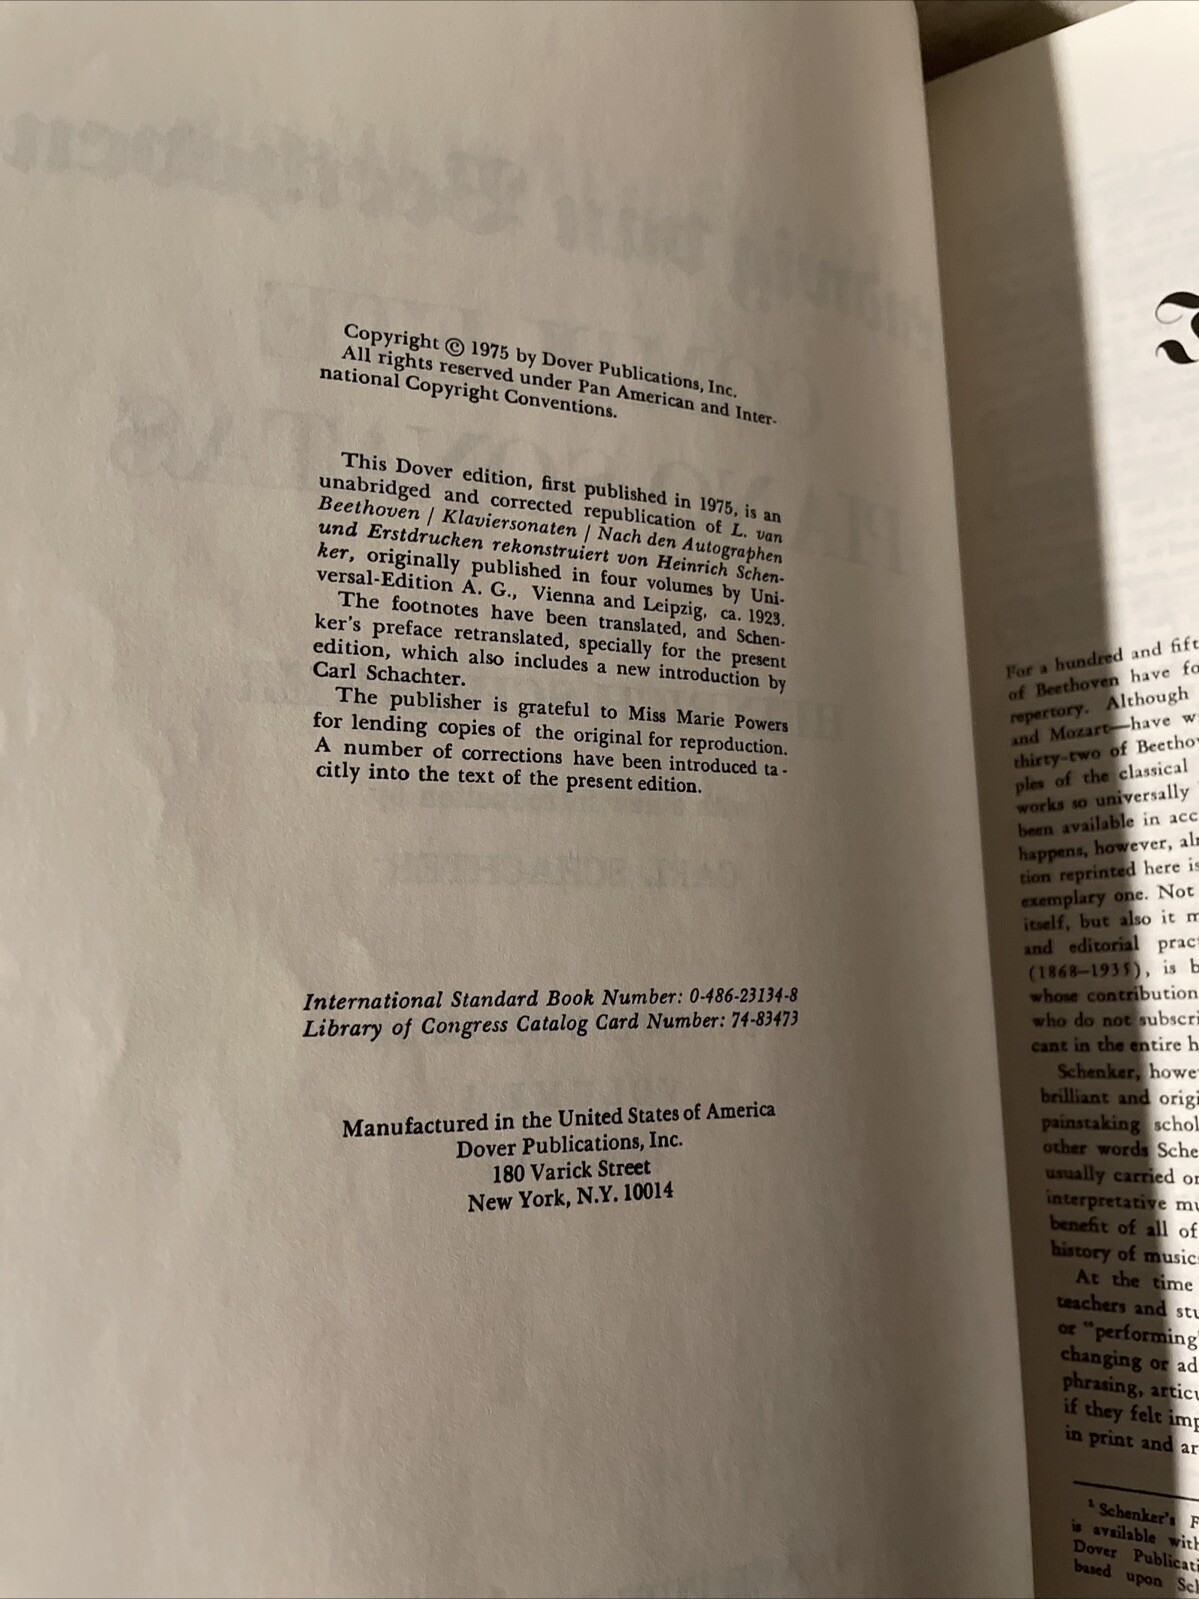 Copyright © 1975 by Dover Publications, Inc.
All rights reserved under Pan American and Inter-
national Copyright Conventions.
This Dover edition, first published in 1975, is an
unabridged and corrected republication of L. van
Beethoven / Klaviersonaten / Nach den Autographen
und Erstdrucken rekonstruiert von Heinrich Schen-
ker, originally published in four volumes by Uni-
versal-Edition A. G., Vienna and Leipzig, ca. 1923.
The footnotes have been translated, and Schen-
ker's preface retranslated, specially for the present
edition, which also includes a new introduction by
Carl Schachter.
The publisher is grateful to Miss Marie Powers
for lending copies of the original for reproduction.
A number of corrections have been introduced ta-
citly into the text of the present edition.
International Standard Book Number: 0-486-23134-8
Library of Congress Catalog Card Number: 74-83473
Manufactured in the United States of America
Dover Publications, Inc.
180 Varick Street
New York, N.Y. 10014
For a hundred and fift
of Beethoven have fo
repertory. Although
and Mozart—have w
thirty-two of Beetho
ples of the classical
works so universally
been available in acc
happens, however, al
tion reprinted here is
exemplary one. Not
itself, but also it m
and editorial prac
(1868–1935), is b
whose contribution
who do not subscri
cant in the entire h
Schenker, howe
brilliant and origi
painstaking schol
other words Sche
usually carried o
interpretative mu
benefit of all of
history of music
At the time
teachers and stu
or "performing
changing or ad
phrasing, articu
if they felt imp
in print and ar
1 Schenker's F
is available with
Dover Publicati
based upon Sch